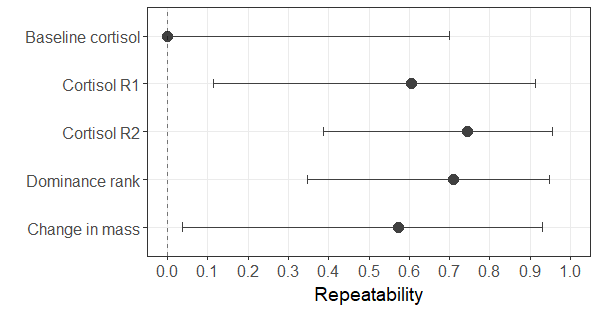 Baseline cortisol
Cortisol R1
Cortisol R2
Dominance rank
Change in mass
0.0 0.1 0.2 0.3 0.4 0.5 0.6 0.7 0.8 0.9 1.0
Repeatability